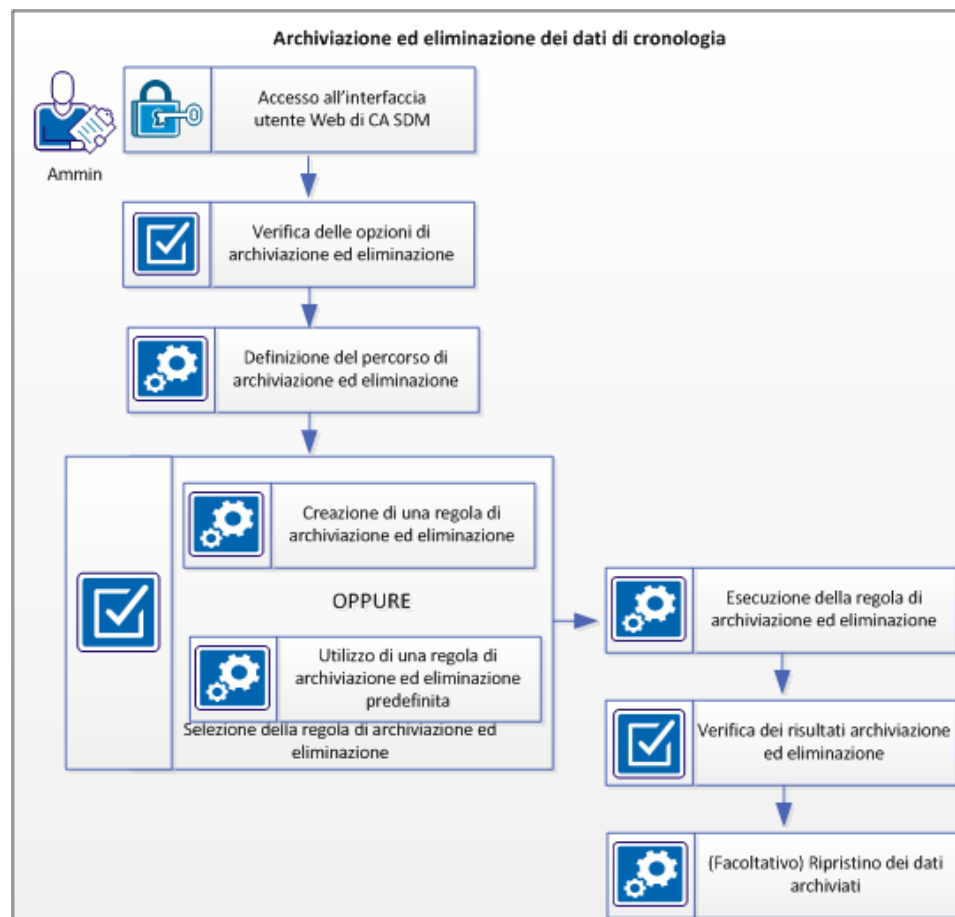 Archiviazione ed eliminazione dei dati di cronologia
Accesso all'interfaccia
utente Web di CA SDM
Ammin
Verifica delle opzioni di
archiviazione ed eliminazione
Definizione del percorso di
archiviazione ed eliminazione
Creazione di una regola di
archiviazione ed eliminazione
OPPURE
Utilizzo di una regola di
archiviazione ed eliminazione
predefinita
Selezione della regola di archiviazione ed
eliminazione
Esecuzione della regola di
archiviazione ed eliminazione
Verifica dei risultati archiviazione
ed eliminazione
(Facoltativo) Ripristino dei dati
archiviati